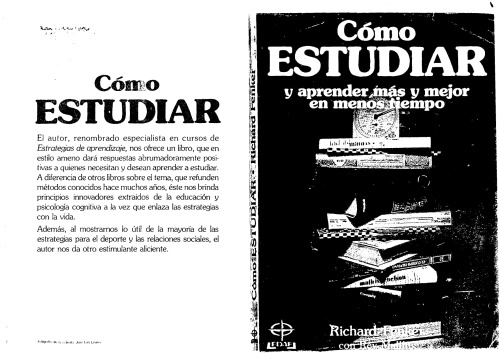 Cómo
ESTUDIAR
El autor, renombrado especialista en cursos de
Estrategias de aprendizaje, nos ofrece un libro, que en
estilo ameno dará respuestas abrumadoramente posi-
tivas a quienes necesitan y desean aprender a estudiar.
A diferencia de otros libros sobre el tema, que refunden
métodos conocidos hace muchos años, éste nos brinda
principios innovadores extraidos de la educación y
psicología cognitiva a la vez que enlaza las estrategias
con la vida.
Además, al mostrarnos lo útil de la mayoría de las
estrategias para el deporte y las relaciones sociales, el
autor nos da otro estimulante aliciente.
Cómo ESTUDIAR - Richard Fenker
Cómo
ESTUDIAR
y aprender más y mejor
en menos tiempo
Richard Fenker
con Rev. Mullins
EDAF